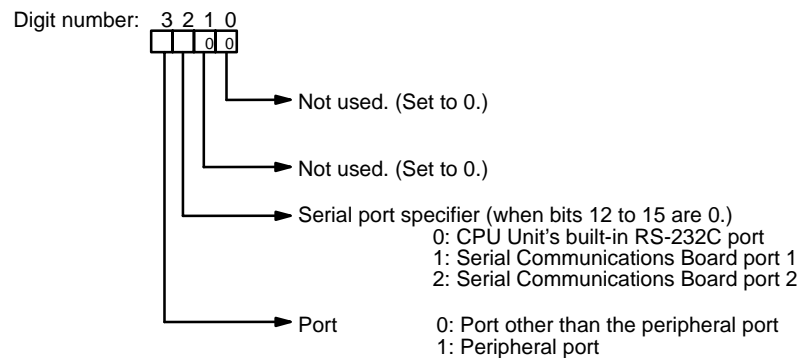 Digit number: 3 2 1 0
0 0
Not used. (Set to 0.)
Not used. (Set to 0.)
Serial port specifier (when bits 12 to 15 are 0.)
0: CPU Unit's built-in RS-232C port
1: Serial Communications Board port 1
2: Serial Communications Board port 2
Port 0: Port other than the peripheral port
1: Peripheral port